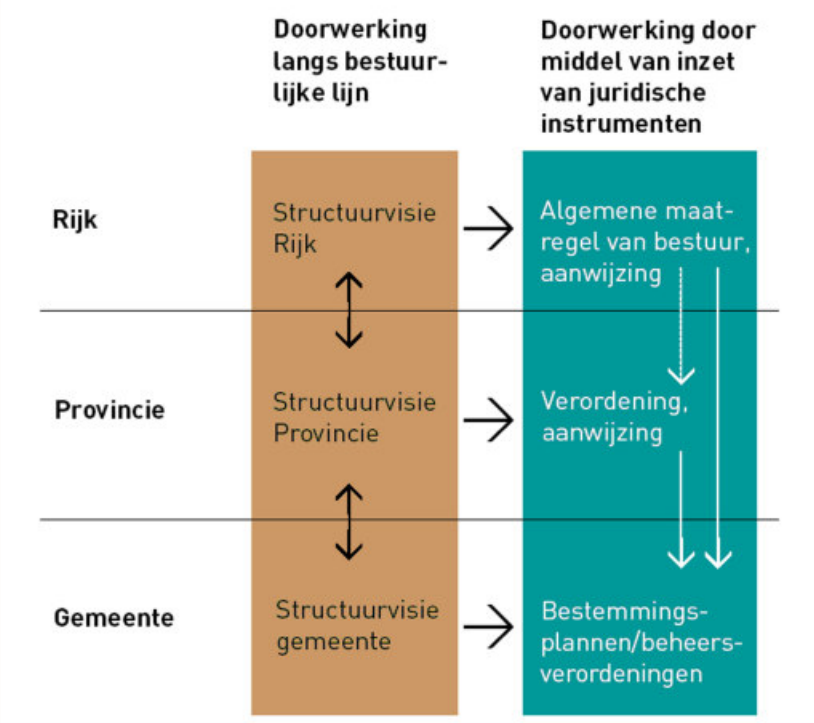 Doorwerking
langs bestuur-
lijke lijn
Doorwerking door
middel van inzet
van juridische
instrumenten
Rijk
Structuurvisie
Rijk
Algemene maat-
regel van bestuur,
aanwijzing
Provincie
Structuurvisie
Provincie
Verordening,
aanwijzing
Gemeente
Structuurvisie
gemeente
Bestemmings-
plannen/beheers-
verordeningen